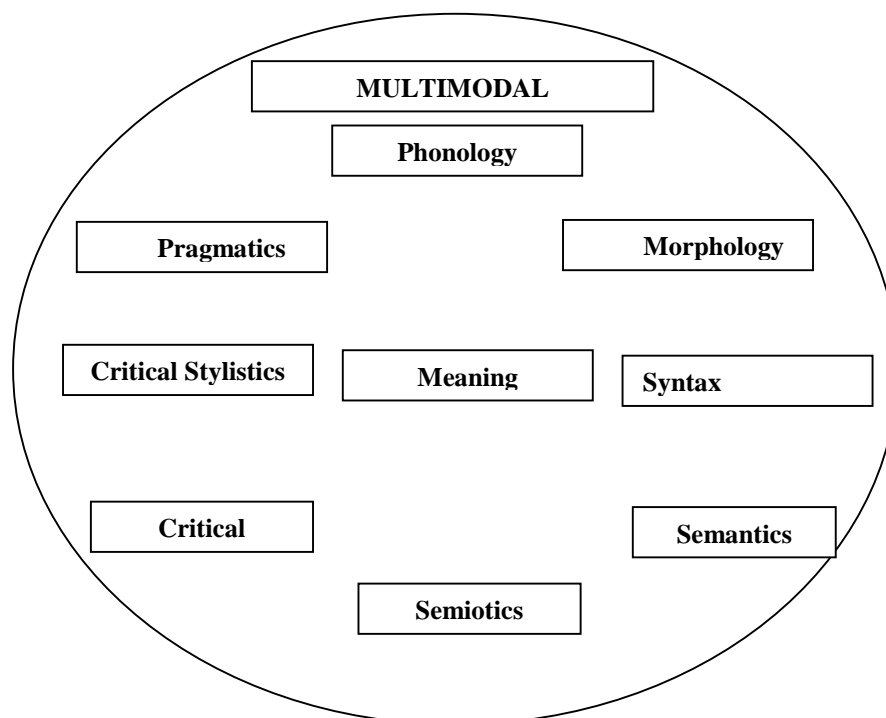 MULTIMODAL
Phonology
Pragmatics
Morphology
Critical Stylistics
Meaning
Syntax
Critical
Semantics
Semiotics